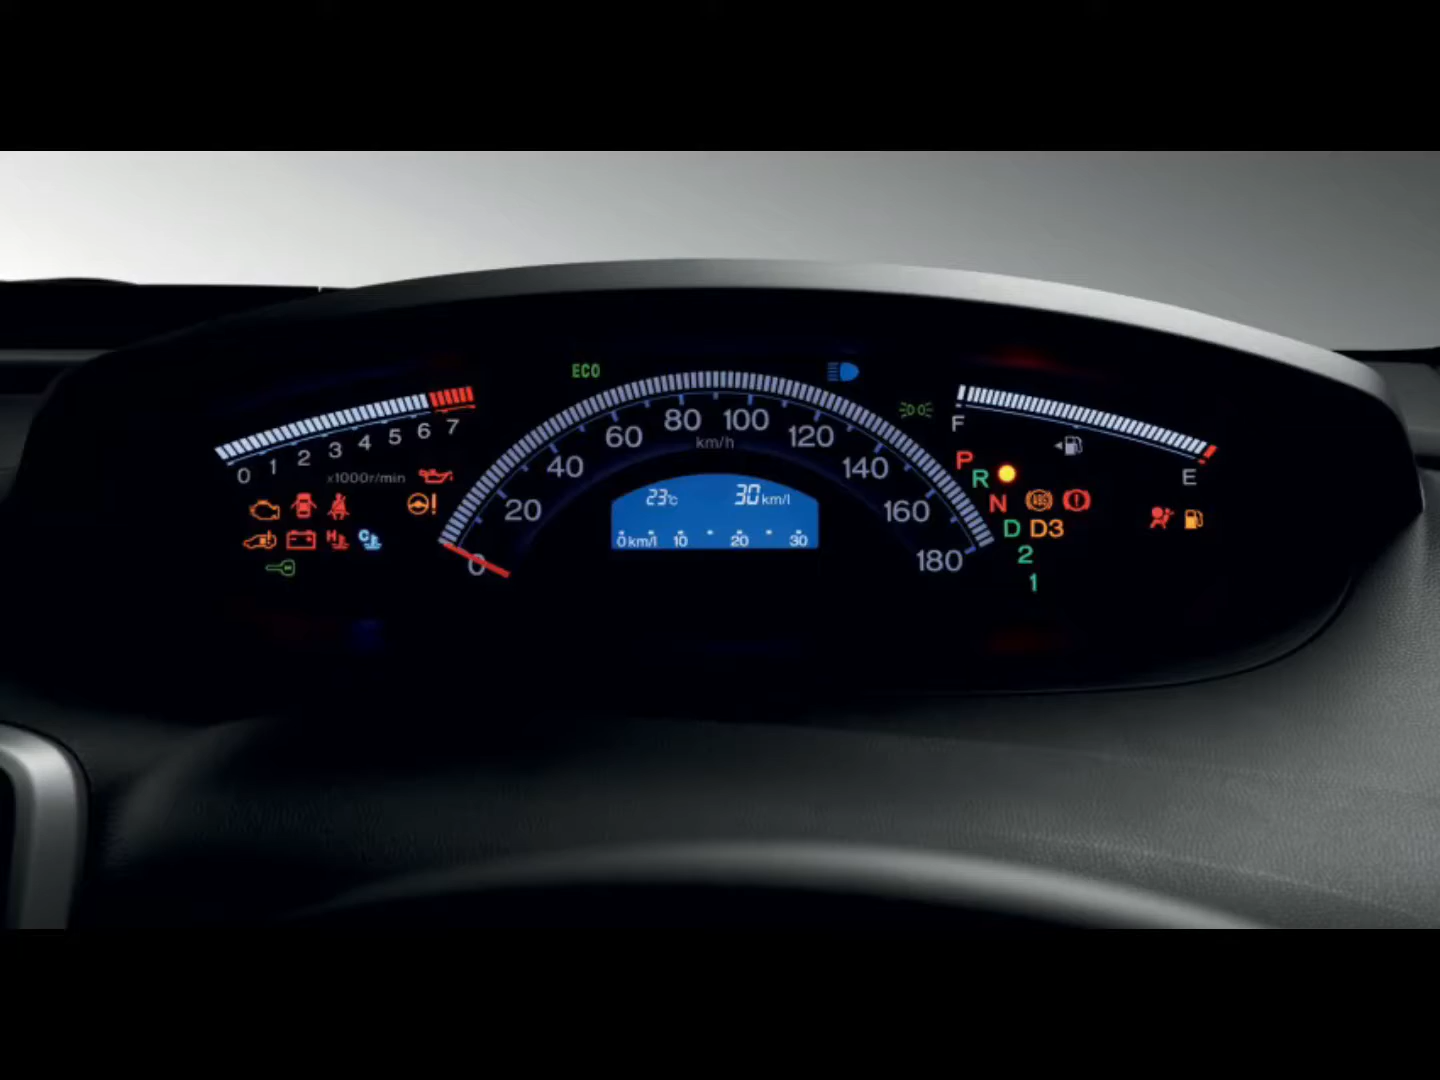 ECO
0 1 2 3 4 5 6 7
x1000r/min
0 20 40 60 80 100 120 140 160 180
km/h
23°C 30km/l
0km/l 10 20 30
H C
F E
P
R
N ABS
D D3
2
1